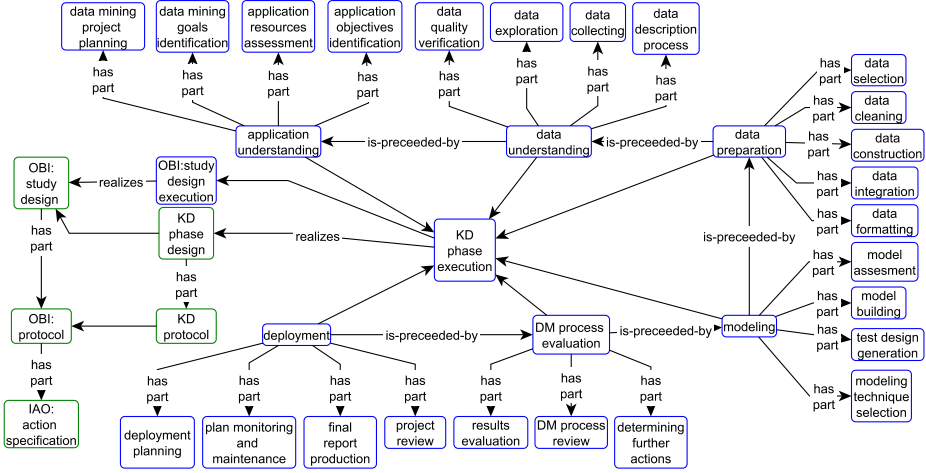 data mining
project
planning
data mining
goals
identification
application
resources
assessment
application
objectives
identification
data
quality
verification
data
exploration
data
collecting
data
description
process
has
part
has
part
has
part
has
part
has
part
has
part
has
part
has
part
has
part
data
selection
has
part
data
cleaning
has
part
data
construction
has
part
data
integration
has
part
data
formatting
application
understanding
is-preceeded-by
data
understanding
is-preceeded-by
data
preparation
OBI:
study
design
realizes
OBI:study
design
execution
KD
phase
design
realizes
KD
phase
execution
is-preceeded-by
has
part
has
part
has
part
model
assesment
has
part
model
building
has
part
test design
generation
has
part
modeling
technique
selection
OBI:
protocol
KD
protocol
deployment
is-preceeded-by
DM process
evaluation
is-preceeded-by
modeling
has
part
has
part
has
part
has
part
has
part
has
part
has
part
has
part
IAO:
action
specification
deployment
planning
plan monitoring
and
maintenance
final
report
production
project
review
results
evaluation
DM process
review
determining
further
actions